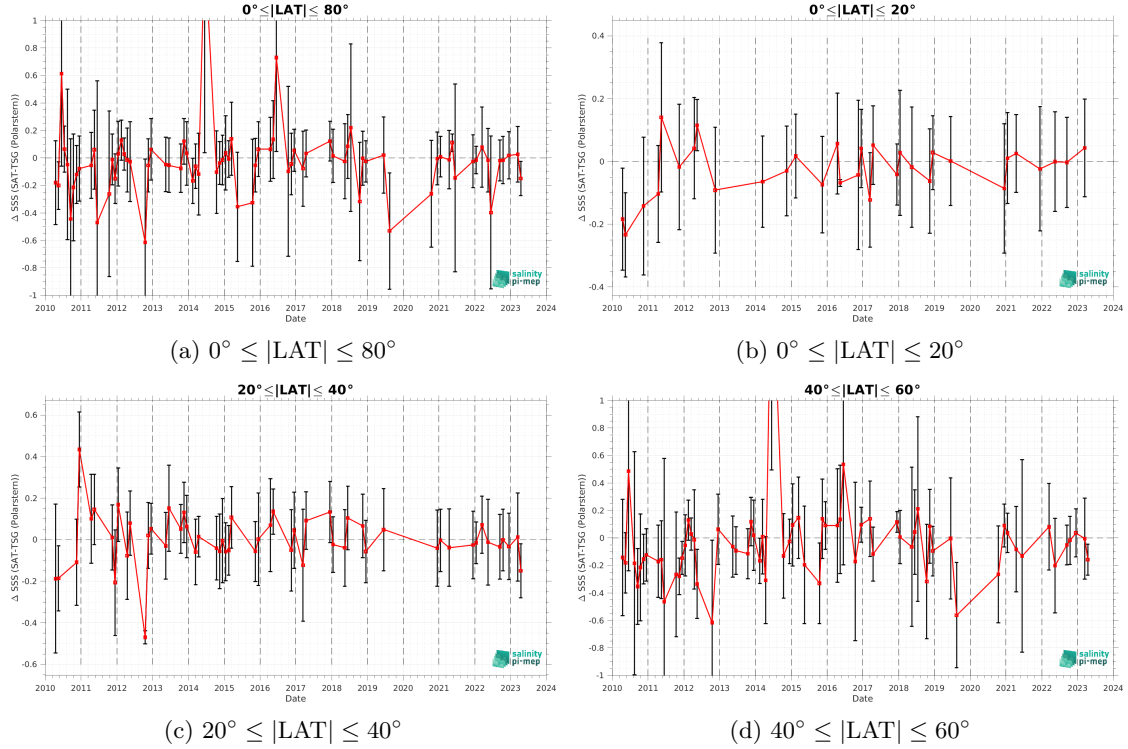 0°≤|LAT|≤ 80°
Δ SSS (SAT-TSG (Polarstern))
1
0.8
0.6
0.4
0.2
0
-0.2
-0.4
-0.6
-0.8
-1
2010 2011 2012 2013 2014 2015 2016 2017 2018 2019 2020 2021 2022 2023 2024
Date
salinity
pi-mep
(a) 0° ≤ |LAT| ≤ 80°
0°≤|LAT|≤ 20°
Δ SSS (SAT-TSG (Polarstern))
0.4
0.2
0
-0.2
-0.4
2010 2011 2012 2013 2014 2015 2016 2017 2018 2019 2020 2021 2022 2023 2024
Date
salinity
pi-mep
(b) 0° ≤ |LAT| ≤ 20°
20°≤|LAT|≤ 40°
Δ SSS (SAT-TSG (Polarstern))
0.6
0.4
0.2
0
-0.2
-0.4
-0.6
2010 2011 2012 2013 2014 2015 2016 2017 2018 2019 2020 2021 2022 2023 2024
Date
salinity
pi-mep
(c) 20° ≤ |LAT| ≤ 40°
40°≤|LAT|≤ 60°
Δ SSS (SAT-TSG (Polarstern))
1
0.8
0.6
0.4
0.2
0
-0.2
-0.4
-0.6
-0.8
-1
2010 2011 2012 2013 2014 2015 2016 2017 2018 2019 2020 2021 2022 2023 2024
Date
salinity
pi-mep
(d) 40° ≤ |LAT| ≤ 60°